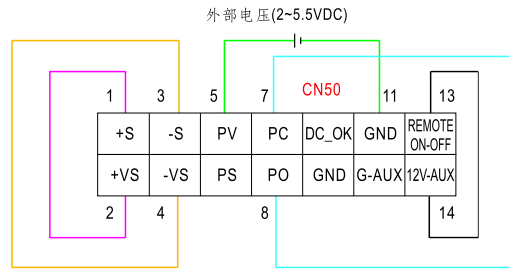 外部电压(2~5.5VDC)
CN50
1 3 5 7 11 13
+S -S PV PC DC_OK GND REMOTE ON-OFF
+VS -VS PS PO GND G-AUX 12V-AUX
2 4 8 14